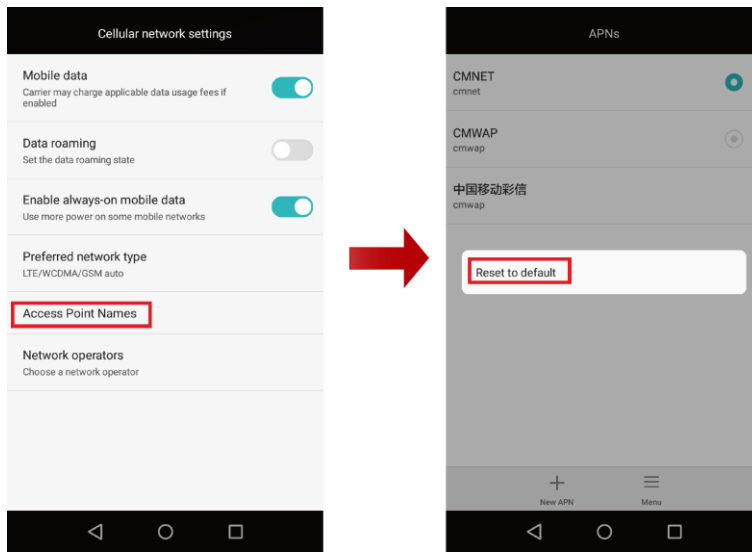 Cellular network settings
Mobile data
Carrier may charge applicable data usage fees if
enabled
Data roaming
Set the data roaming state
Enable always-on mobile data
Use more power on some mobile networks
Preferred network type
LTE/WCDMA/GSM auto
Access Point Names
Network operators
Choose a network operator
APNs
CMNET
cmnet
CMWAP
cmwap
中国移动彩信
cmwap
Reset to default
New APN
Menu